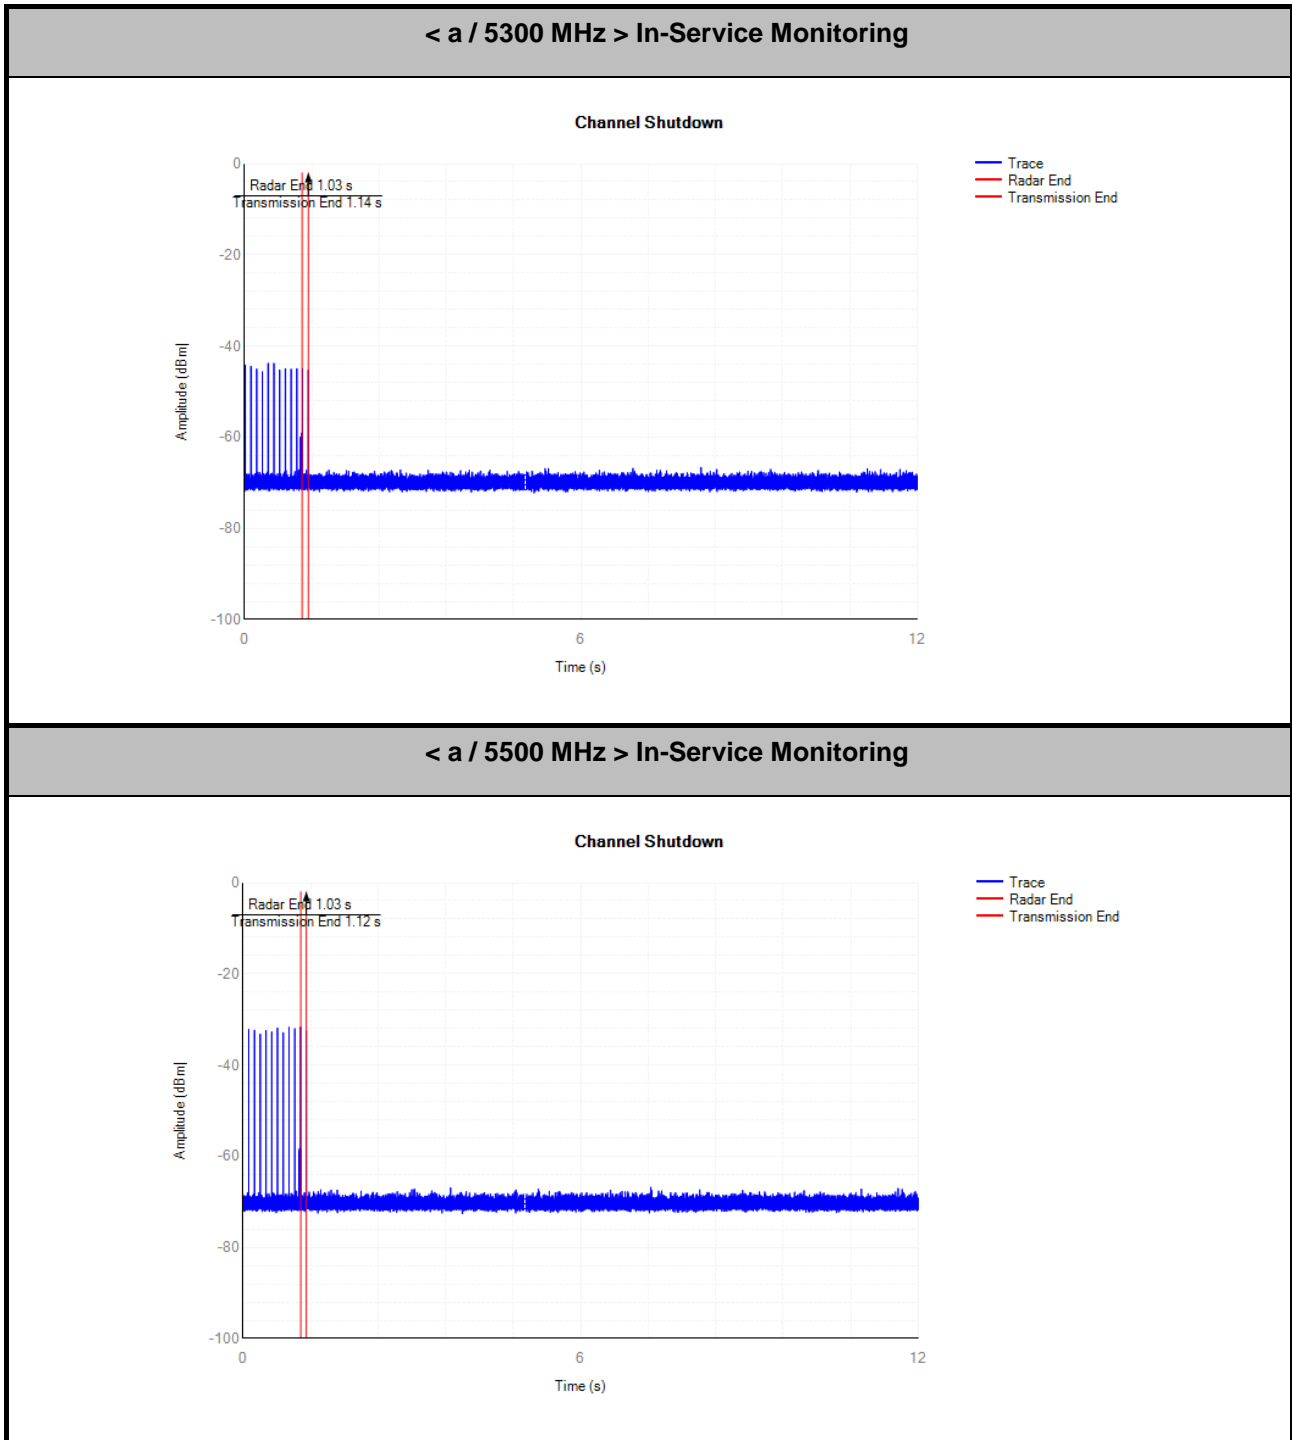 < a / 5300 MHz > In-Service Monitoring
Channel Shutdown
0
Radar End 1.03 s
Transmission End 1.14 s
Trace
Radar End
Transmission End
-20
-40
Amplitude [dBm]
-60
-80
-100
0
6
12
Time (s)
< a / 5500 MHz > In-Service Monitoring
Channel Shutdown
0
Radar End 1.03 s
Transmission End 1.12 s
Trace
Radar End
Transmission End
-20
-40
Amplitude [dBm]
-60
-80
-100
0
6
12
Time (s)